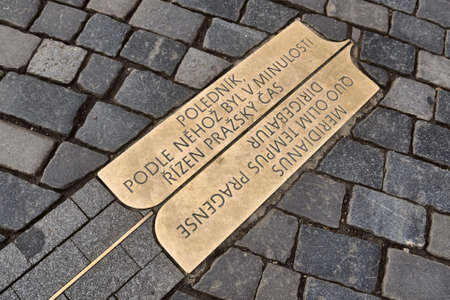 POLEDNÍK,
PODLE NĚHOŽ BYL V MINULOSTI
ŘÍZEN PRAŽSKÝ ČAS
MERIDIANUS
QUO OLIM TEMPUS PRAGENSE
DIRIGEBATUR